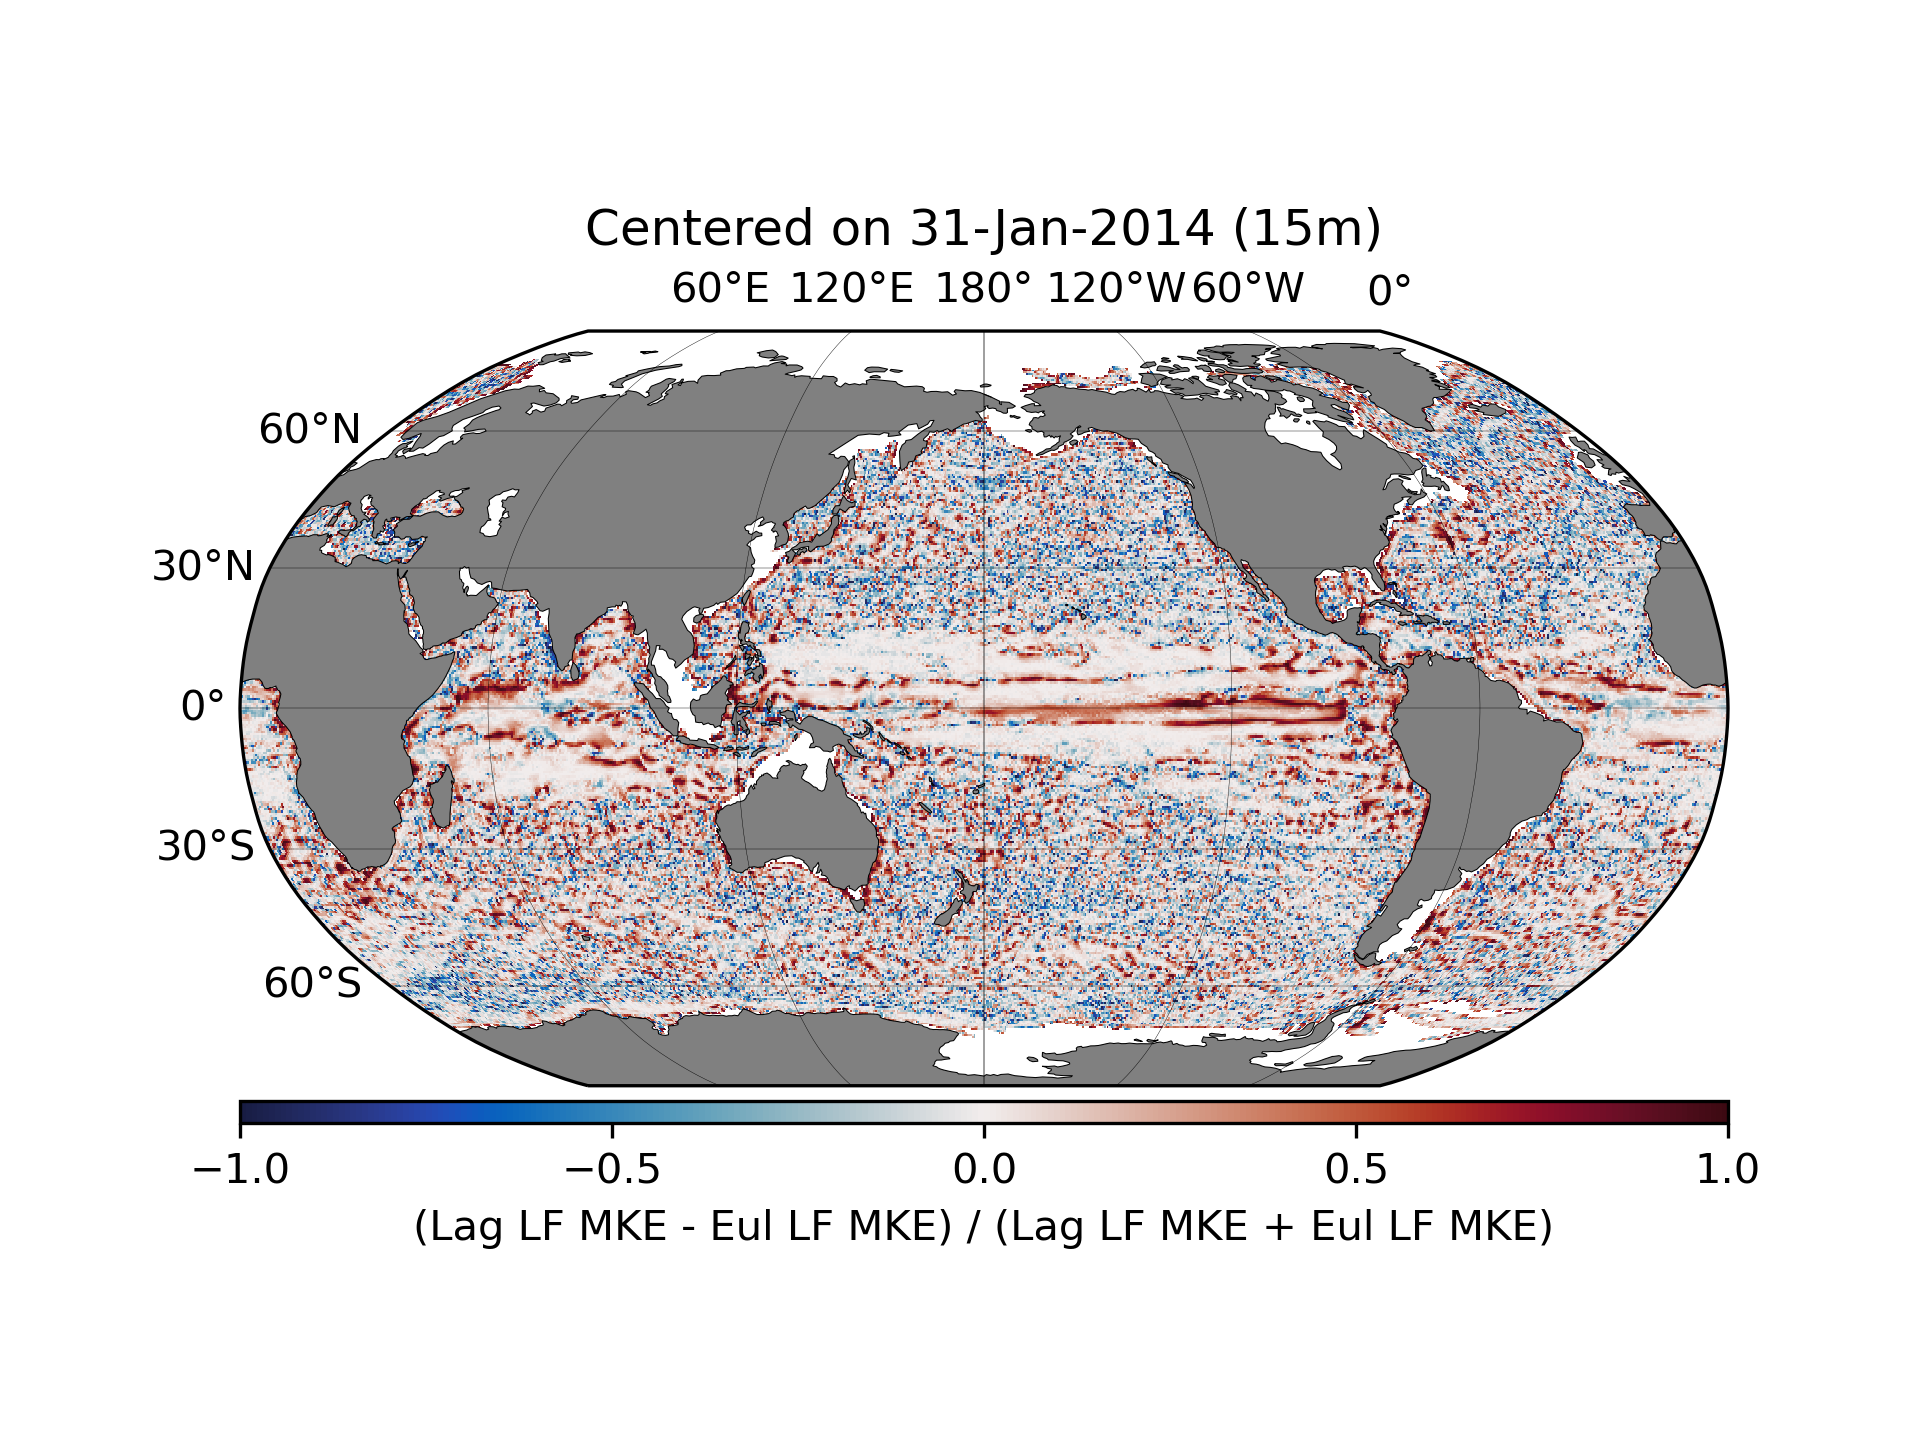 Centered on 31-Jan-2014 (15m)
60°E 120°E 180° 120°W 60°W 0°
60°N
30°N
0°
30°S
60°S
−1.0 −0.5 0.0 0.5 1.0
(Lag LF MKE - Eul LF MKE) / (Lag LF MKE + Eul LF MKE)